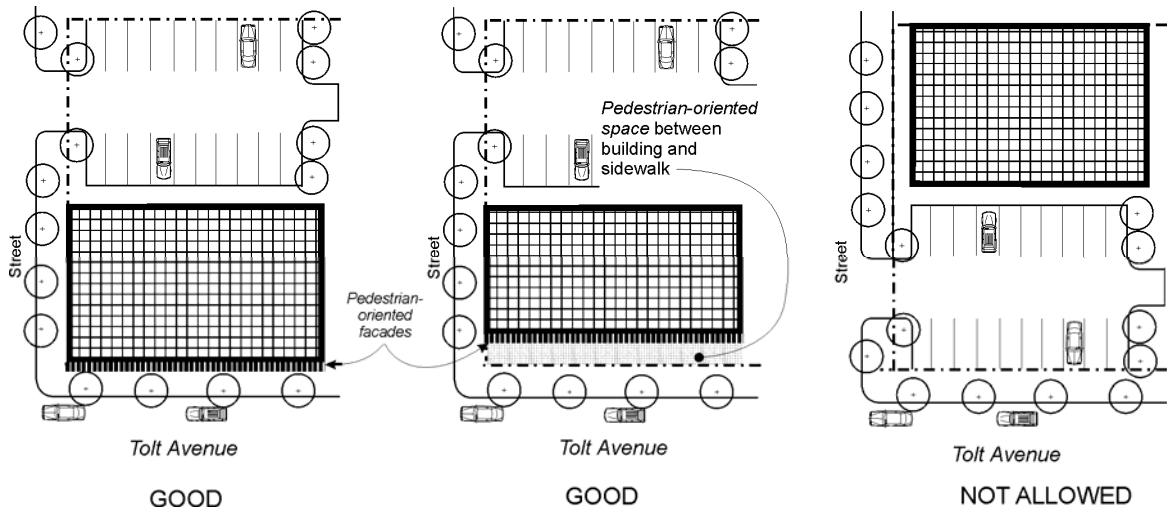 Pedestrian-oriented
space between
building and
sidewalk
Street
Pedestrian-
oriented
facades
Street
Street
Tolt Avenue
Tolt Avenue
Tolt Avenue
GOOD
GOOD
NOT ALLOWED